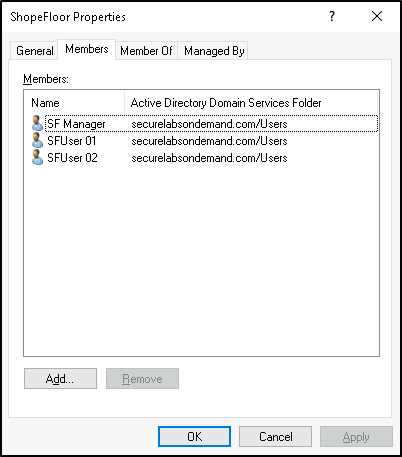 ShopeFloor Properties
? ×
General Members Member Of Managed By
Members:
Name Active Directory Domain Services Folder
SF Manager securelabsondemand.com/Users
SFUser 01 securelabsondemand.com/Users
SFUser 02 securelabsondemand.com/Users
Add... Remove
OK Cancel Apply